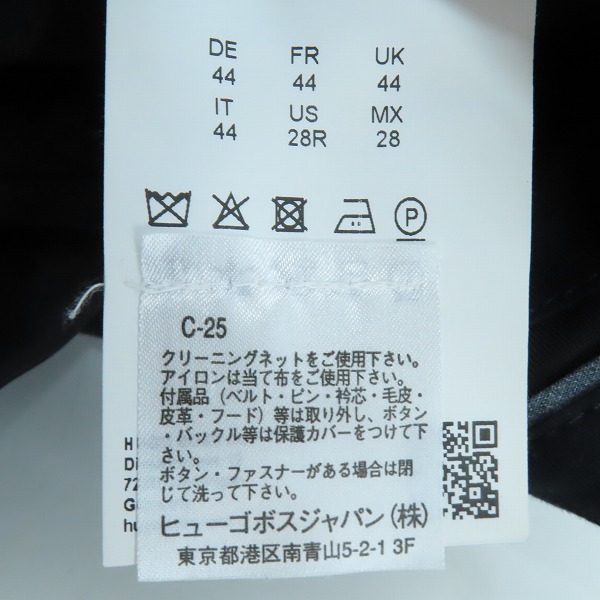 DE FR UK
44 44 44
IT US MX
44 28R 28
P
C-25
クリーニングネットをご使用下さい。
アイロンは当て布をご使用下さい。
付属品（ベルト・ピン・衿芯・毛皮・
皮革・フード）等は取り外し、ボタン
・バックル等は保護カバーをつけて下
さい。
ボタン・ファスナーがある場合は閉
じて洗って下さい。
ヒューゴボスジャパン（株）
東京都港区南青山5-2-1 3F
H
Di
72
G
hu